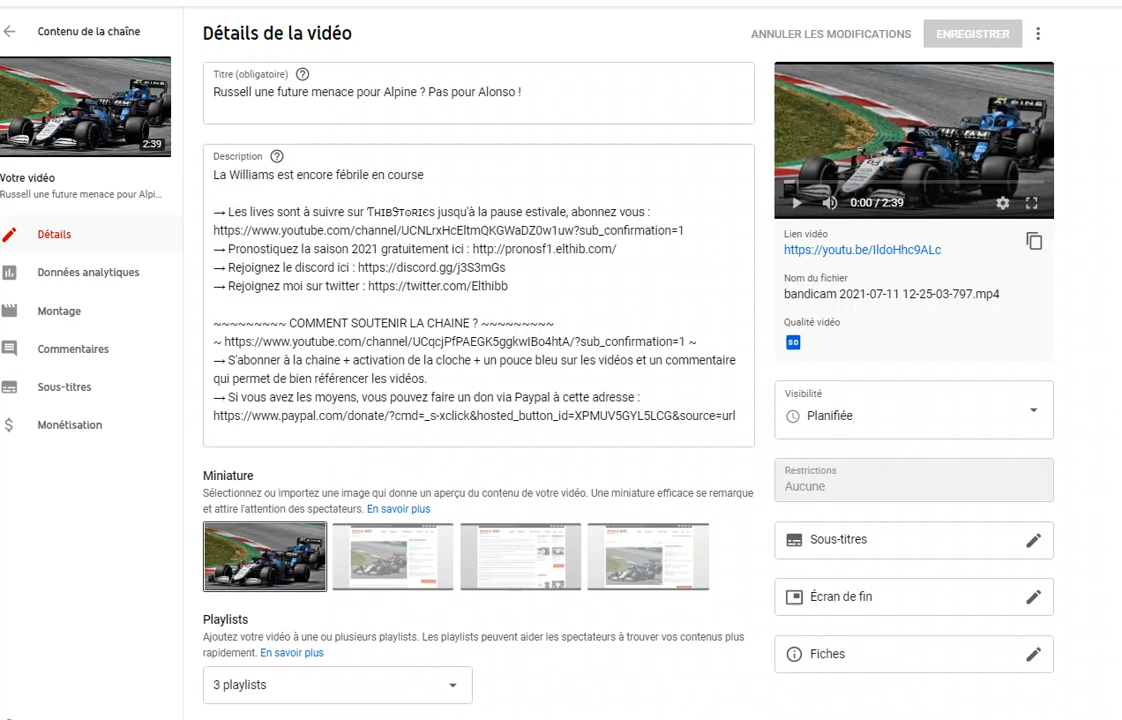 Contenu de la chaîne
2:39
Votre vidéo
Russell une future menace pour Alpi...
Détails
Données analytiques
Montage
Commentaires
Sous-titres
Monétisation
Détails de la vidéo
ANNULER LES MODIFICATIONS
ENREGISTRER
Titre (obligatoire)
Russell une future menace pour Alpine ? Pas pour Alonso !
Description
La Williams est encore fébrile en course
→ Les lives sont à suivre sur ƬʜɪʙꞫƬᴏʀɪєꜱ jusqu'à la pause estivale, abonnez vous :
https://www.youtube.com/channel/UCNLrxHcEltmQKGWaDZ0w1uw?sub_confirmation=1
→ Pronostiquez la saison 2021 gratuitement ici : http://pronosf1.elthib.com/
→ Rejoignez le discord ici : https://discord.gg/j3S3mGs
→ Rejoignez moi sur twitter : https://twitter.com/Elthibb
~~~~~~~~~ COMMENT SOUTENIR LA CHAINE ? ~~~~~~~~~
~ https://www.youtube.com/channel/UCqcjPfPAEGK5ggkwIBo4htA/?sub_confirmation=1 ~
→ S'abonner à la chaine + activation de la cloche + un pouce bleu sur les vidéos et un commentaire
qui permet de bien référencer les vidéos.
→ Si vous avez les moyens, vous pouvez faire un don via Paypal à cette adresse :
https://www.paypal.com/donate/?cmd=_s-xclick&hosted_button_id=XPMUV5GYL5LCG&source=url
Miniature
Sélectionnez ou importez une image qui donne un aperçu du contenu de votre vidéo. Une miniature efficace se remarque
et attire l'attention des spectateurs. En savoir plus
Playlists
Ajoutez votre vidéo à une ou plusieurs playlists. Les playlists peuvent aider les spectateurs à trouver vos contenus plus
rapidement. En savoir plus
3 playlists
0:00 / 2:39
Lien vidéo
https://youtu.be/IldoHhc9ALc
Nom du fichier
bandicam 2021-07-11 12-25-03-797.mp4
Qualité vidéo
SD
Visibilité
Planifiée
Restrictions
Aucune
Sous-titres
Écran de fin
Fiches